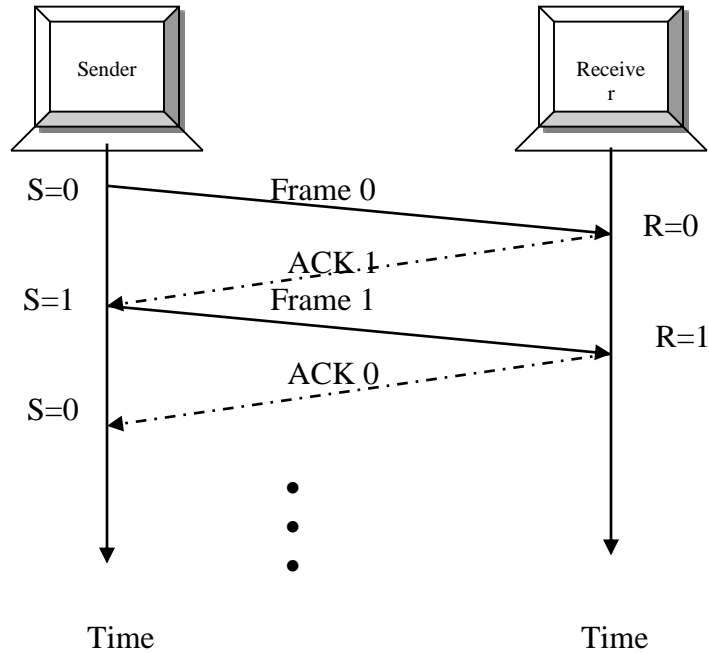 Sender
Receive
r
S=0
Frame 0
R=0
ACK 1
S=1
Frame 1
R=1
ACK 0
S=0
Time
Time